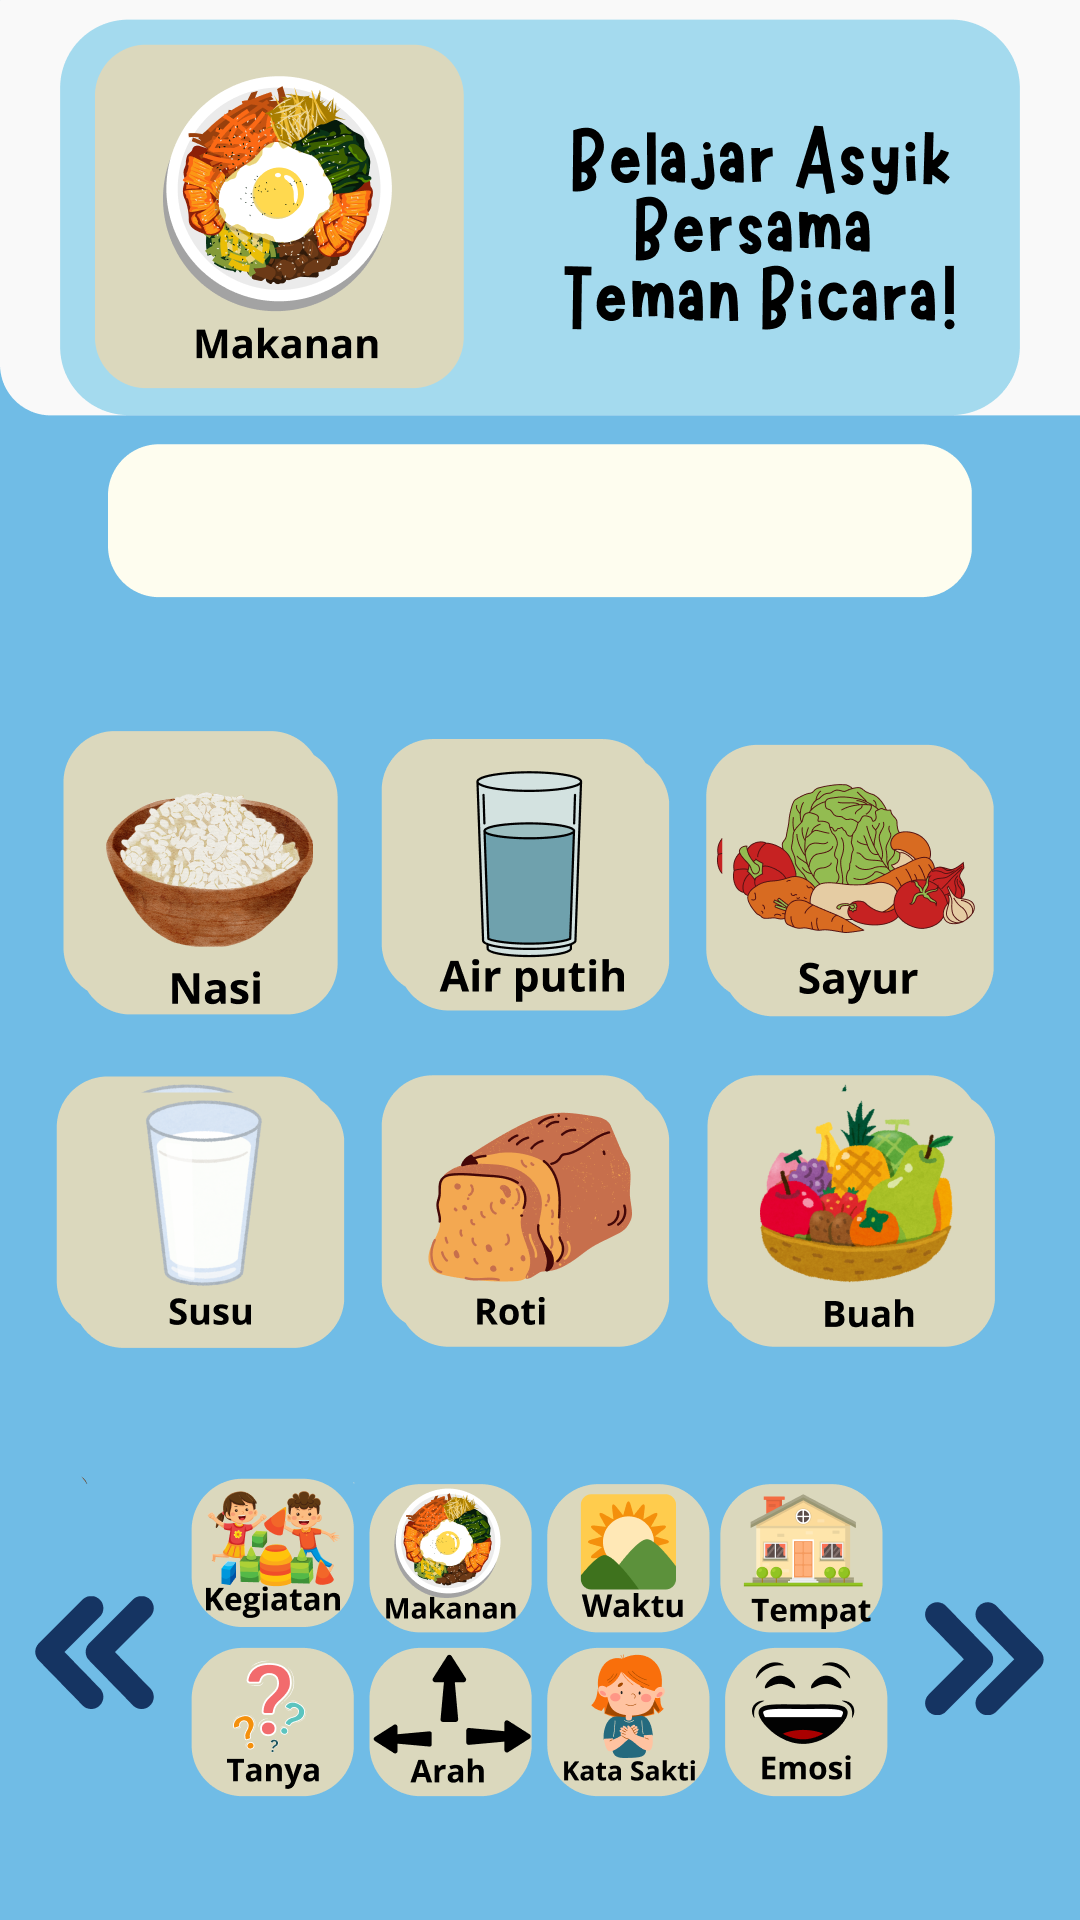 Makanan
Belajar Asyik
Bersama
Teman Bicara!
Nasi
Air putih
Sayur
Susu
Roti
Buah
Kegiatan
Makanan
Waktu
Tempat
Tanya
Arah
Kata Sakti
Emosi